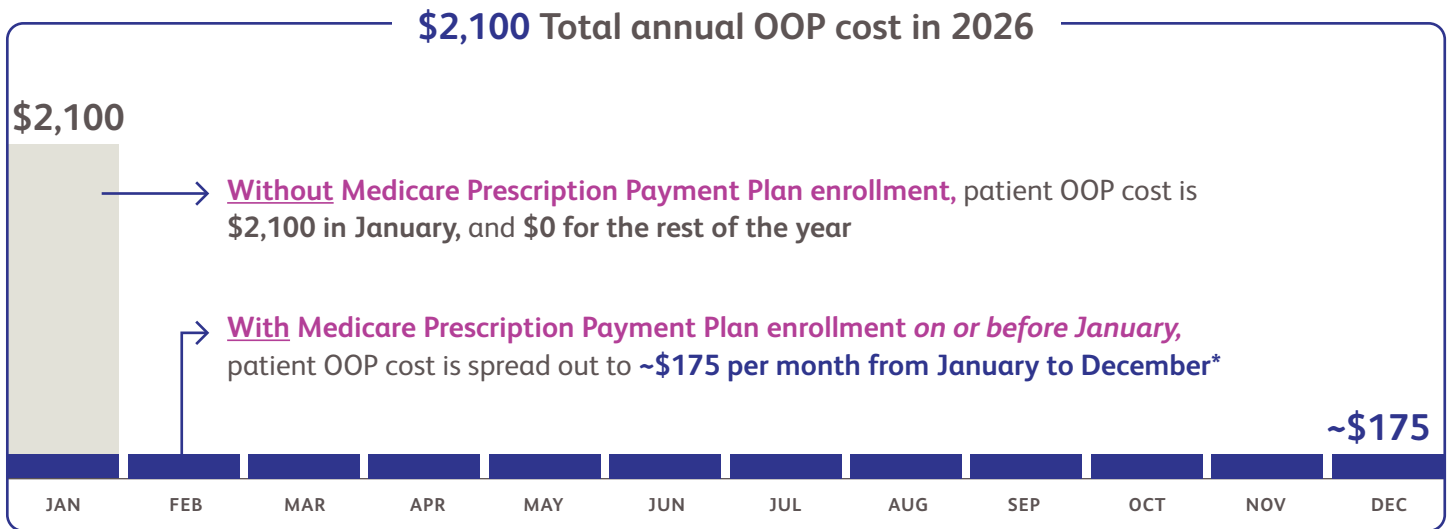 $2,100 Total annual OOP cost in 2026
$2,100
Without Medicare Prescription Payment Plan enrollment, patient OOP cost is
$2,100 in January, and $0 for the rest of the year
With Medicare Prescription Payment Plan enrollment on or before January,
patient OOP cost is spread out to ~$175 per month from January to December*
~$175
JAN FEB MAR APR MAY JUN JUL AUG SEP OCT NOV DEC